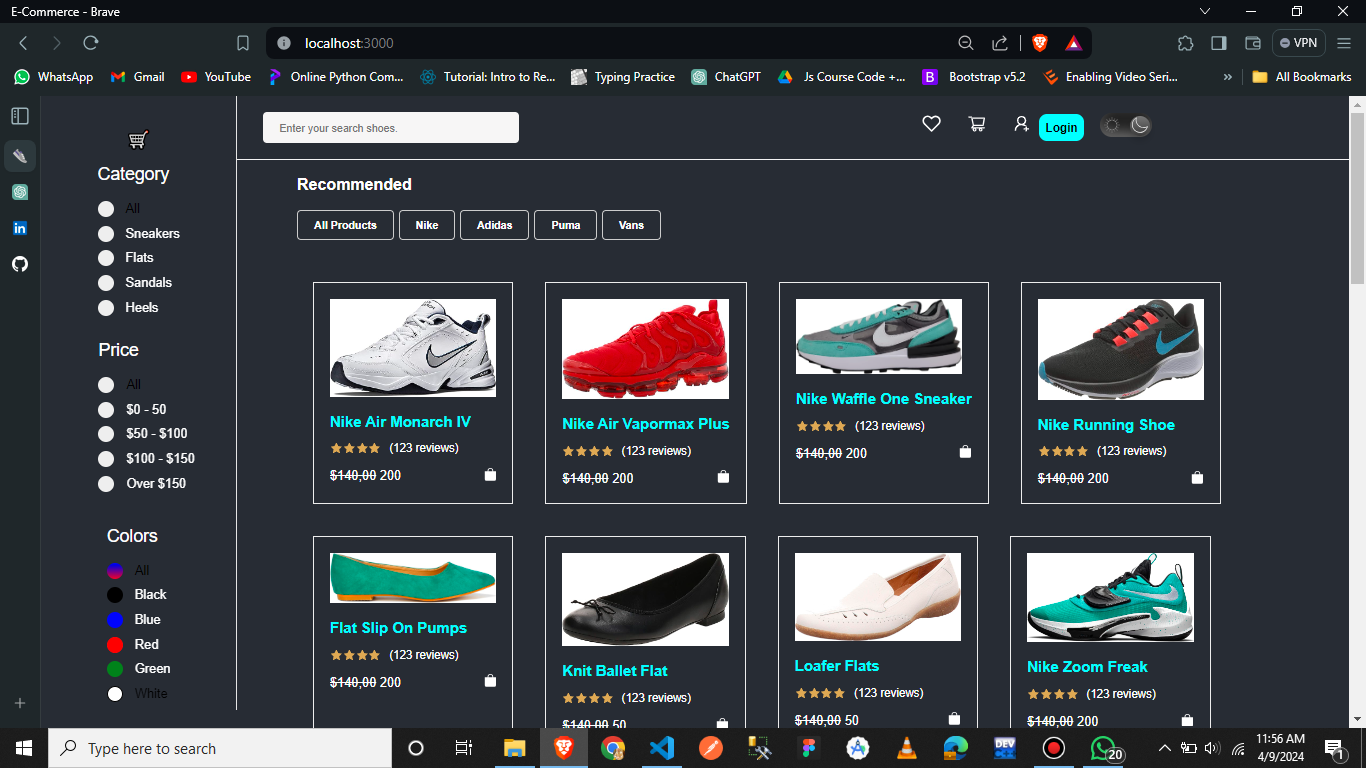 E-Commerce - Brave
localhost:3000
VPN
WhatsApp Gmail YouTube Online Python Com... Tutorial: Intro to Re... Typing Practice ChatGPT Js Course Code +... Bootstrap v5.2 Enabling Video Seri... » All Bookmarks
Enter your search shoes.
Login
Category
All
Sneakers
Flats
Sandals
Heels
Price
All
$0 - 50
$50 - $100
$100 - $150
Over $150
Colors
All
Black
Blue
Red
Green
White
Recommended
All Products Nike Adidas Puma Vans
Nike Air Monarch IV
(123 reviews)
$140,00 200
Nike Air Vapormax Plus
(123 reviews)
$140,00 200
Nike Waffle One Sneaker
(123 reviews)
$140,00 200
Nike Running Shoe
(123 reviews)
$140,00 200
Flat Slip On Pumps
(123 reviews)
$140,00 200
Knit Ballet Flat
(123 reviews)
$140,00 50
Loafer Flats
(123 reviews)
$140,00 50
Nike Zoom Freak
(123 reviews)
$140,00 200
Type here to search
DEV
20
11:56 AM
4/9/2024
1